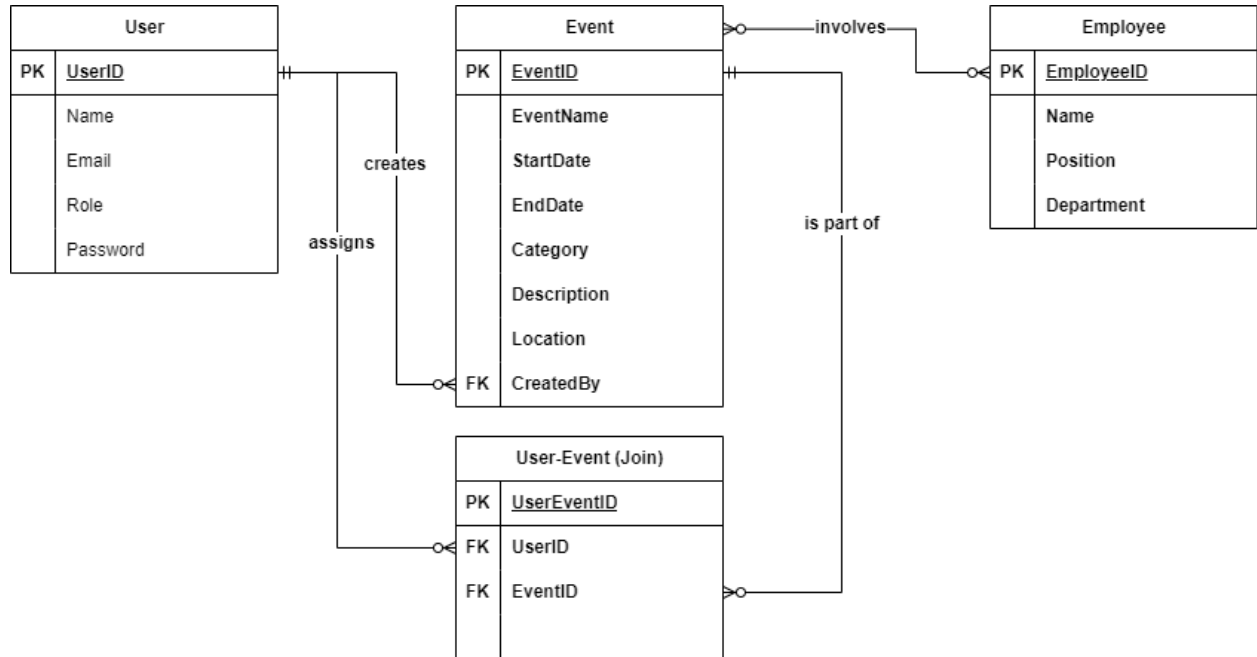 User
PK UserID
Name
Email
Role
Password
creates
assigns
Event
PK EventID
EventName
StartDate
EndDate
Category
Description
Location
FK CreatedBy
involves
is part of
Employee
PK EmployeeID
Name
Position
Department
User-Event (Join)
PK UserEventID
FK UserID
FK EventID